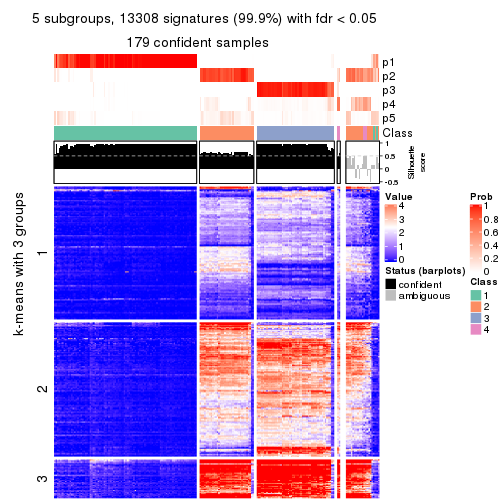 5 subgroups, 13308 signatures (99.9%) with fdr < 0.05
179 confident samples
p1
p2
p3
p4
p5
Class
1
0.5
0
-0.5
Silhouette
score
k-means with 3 groups
1
2
3
Value
4
3
2
1
0
Status (barplots)
confident
ambiguous
Prob
1
0.8
0.6
0.4
0.2
0
Class
1
2
3
4